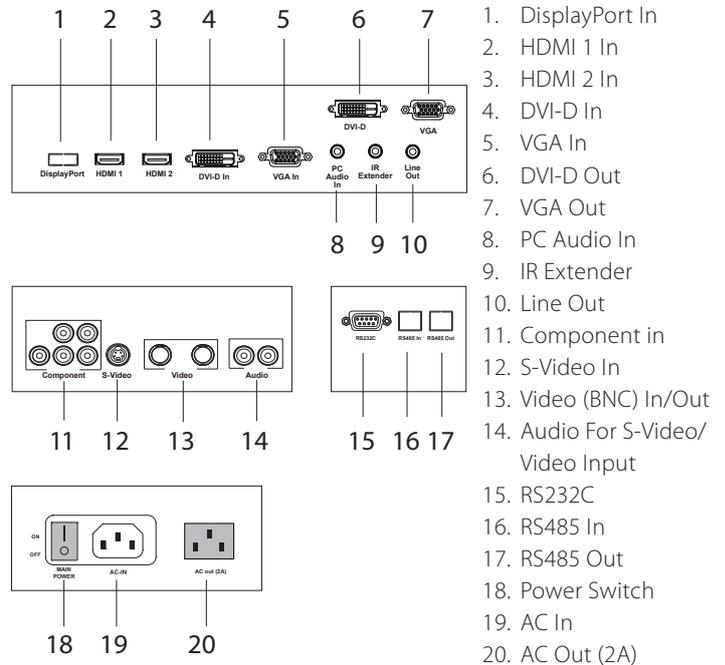 1 2 3 4 5 6 7
DVI-D VGA
DisplayPort HDMI 1 HDMI 2 DVI-D In VGA In PC Audio In IR Extender Line Out
8 9 10
Component S-Video Video Audio
11 12 13 14
RS232C RS485 In RS485 Out
15 16 17
ON
OFF
MAIN POWER AC-IN AC out (2A)
18 19 20
1. DisplayPort In
2. HDMI 1 In
3. HDMI 2 In
4. DVI-D In
5. VGA In
6. DVI-D Out
7. VGA Out
8. PC Audio In
9. IR Extender
10. Line Out
11. Component in
12. S-Video In
13. Video (BNC) In/Out
14. Audio For S-Video/
Video Input
15. RS232C
16. RS485 In
17. RS485 Out
18. Power Switch
19. AC In
20. AC Out (2A)